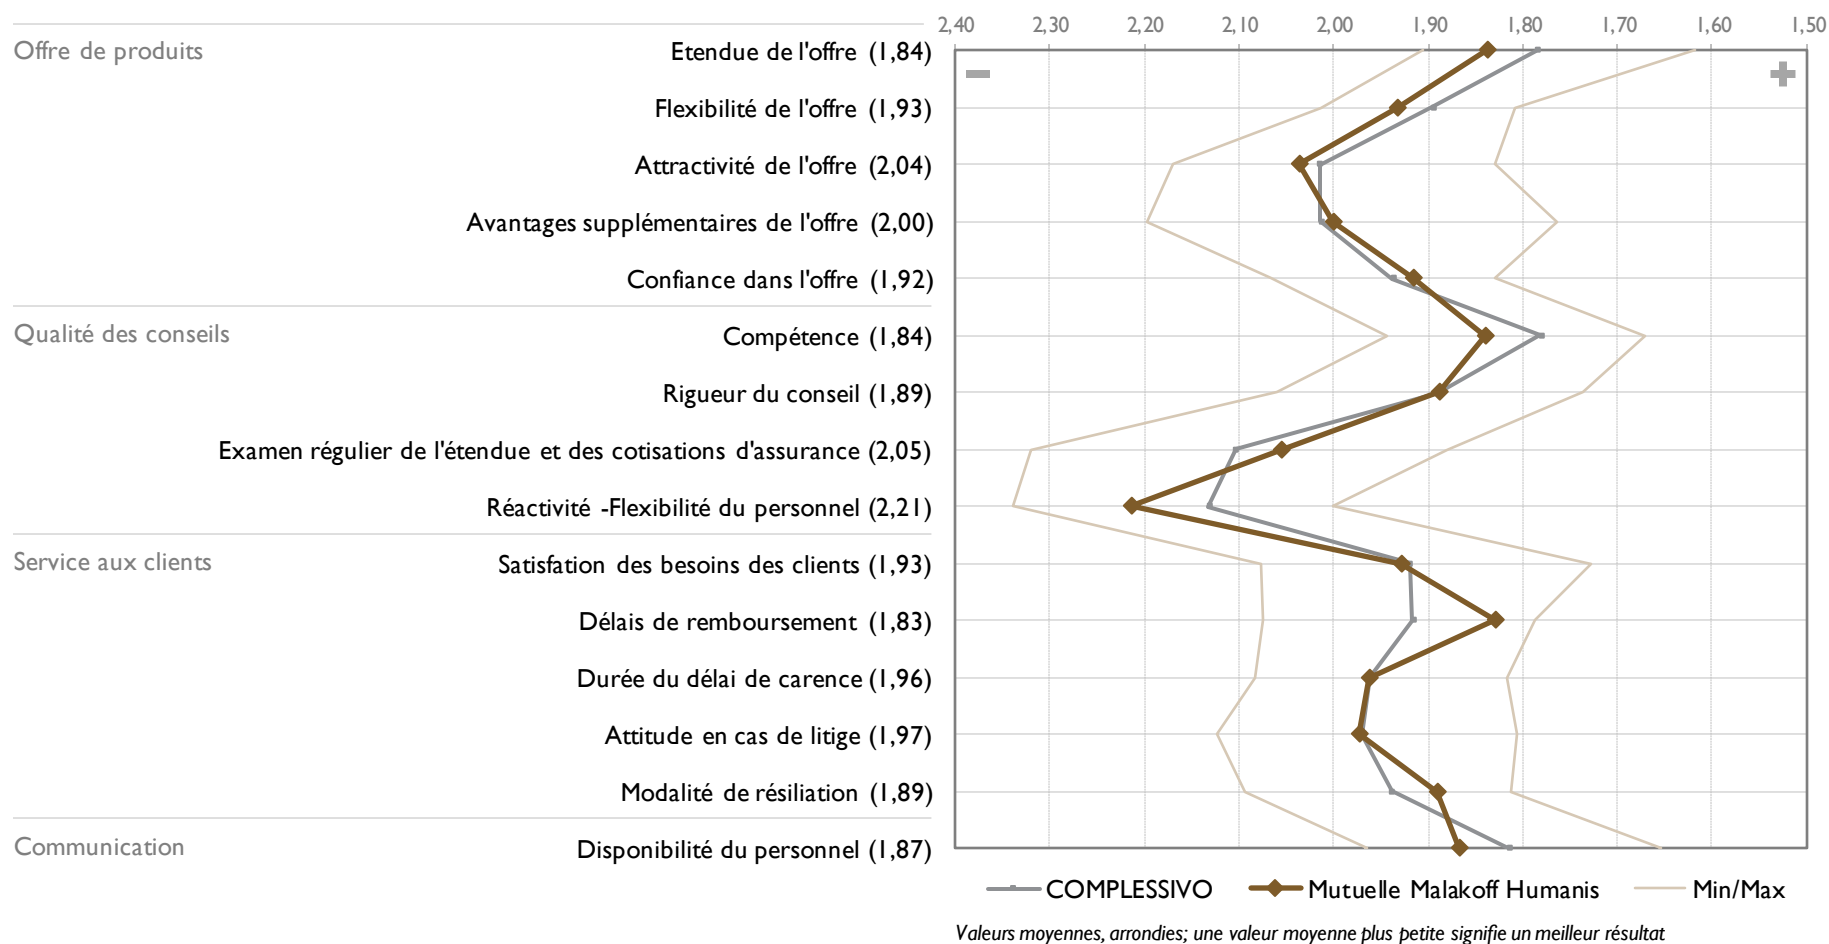 2,40 2,30 2,20 2,10 2,00 1,90 1,80 1,70 1,60 1,50
Offre de produits
Etendue de l'offre (1,84)
Flexibilité de l'offre (1,93)
Attractivité de l'offre (2,04)
Avantages supplémentaires de l'offre (2,00)
Confiance dans l'offre (1,92)
Qualité des conseils
Compétence (1,84)
Rigueur du conseil (1,89)
Examen régulier de l'étendue et des cotisations d'assurance (2,05)
Réactivité -Flexibilité du personnel (2,21)
Service aux clients
Satisfation des besoins des clients (1,93)
Délais de remboursement (1,83)
Durée du délai de carence (1,96)
Attitude en cas de litige (1,97)
Modalité de résiliation (1,89)
Communication
Disponibilité du personnel (1,87)
COMPLESSIVO Mutuelle Malakoff Humanis Min/Max
Valeurs moyennes, arrondies; une valeur moyenne plus petite signifie un meilleur résultat